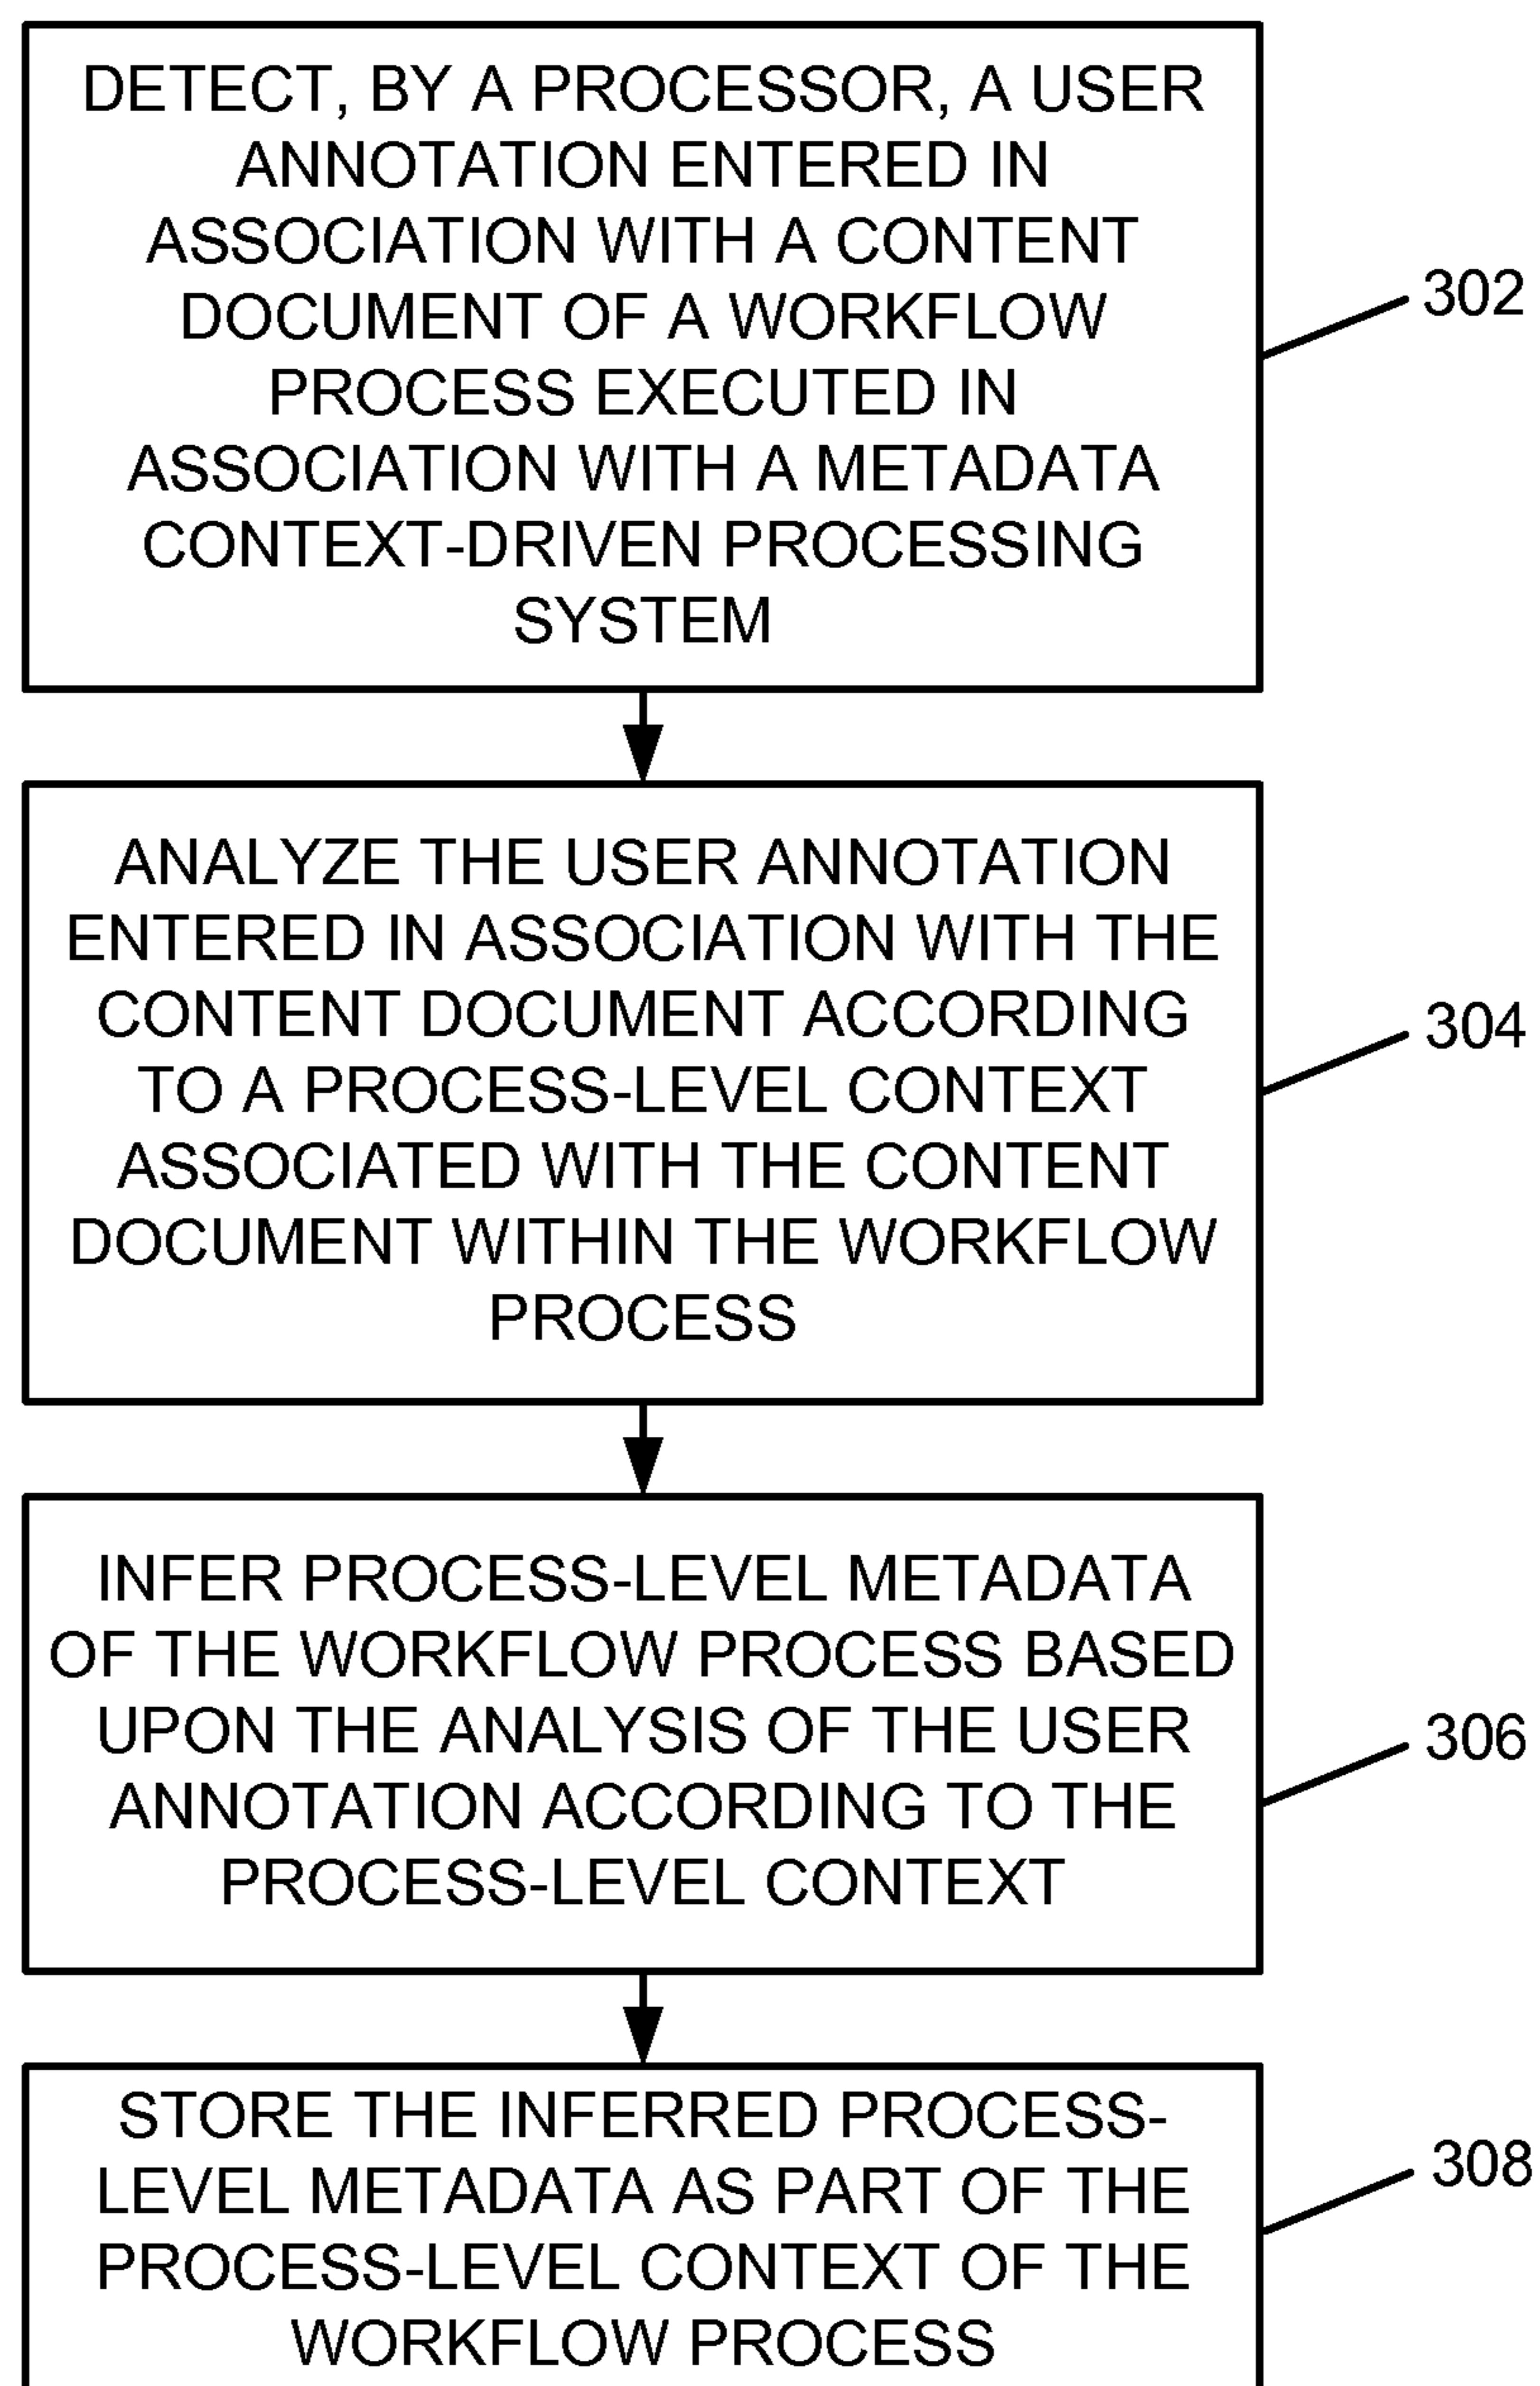 DETECT, BY A PROCESSOR, A USER
ANNOTATION ENTERED IN
ASSOCIATION WITH A CONTENT
DOCUMENT OF A WORKFLOW
PROCESS EXECUTED IN
ASSOCIATION WITH A METADATA
CONTEXT-DRIVEN PROCESSING
SYSTEM
302
ANALYZE THE USER ANNOTATION
ENTERED IN ASSOCIATION WITH THE
CONTENT DOCUMENT ACCORDING
TO A PROCESS-LEVEL CONTEXT
ASSOCIATED WITH THE CONTENT
DOCUMENT WITHIN THE WORKFLOW
PROCESS
304
INFER PROCESS-LEVEL METADATA
OF THE WORKFLOW PROCESS BASED
UPON THE ANALYSIS OF THE USER
ANNOTATION ACCORDING TO THE
PROCESS-LEVEL CONTEXT
306
STORE THE INFERRED PROCESS-
LEVEL METADATA AS PART OF THE
PROCESS-LEVEL CONTEXT OF THE
WORKFLOW PROCESS
308